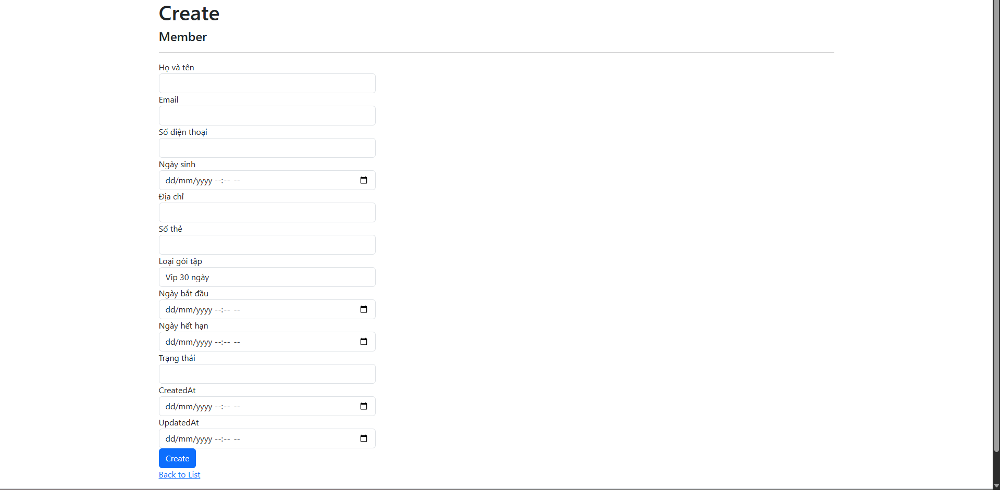 Create
Member
Họ và tên
Email
Số điện thoại
Ngày sinh
dd/mm/yyyy --:-- --
Địa chỉ
Số thẻ
Loại gói tập
Vip 30 ngày
Ngày bắt đầu
dd/mm/yyyy --:-- --
Ngày hết hạn
dd/mm/yyyy --:-- --
Trạng thái
CreatedAt
dd/mm/yyyy --:-- --
UpdatedAt
dd/mm/yyyy --:-- --
Create
Back to List